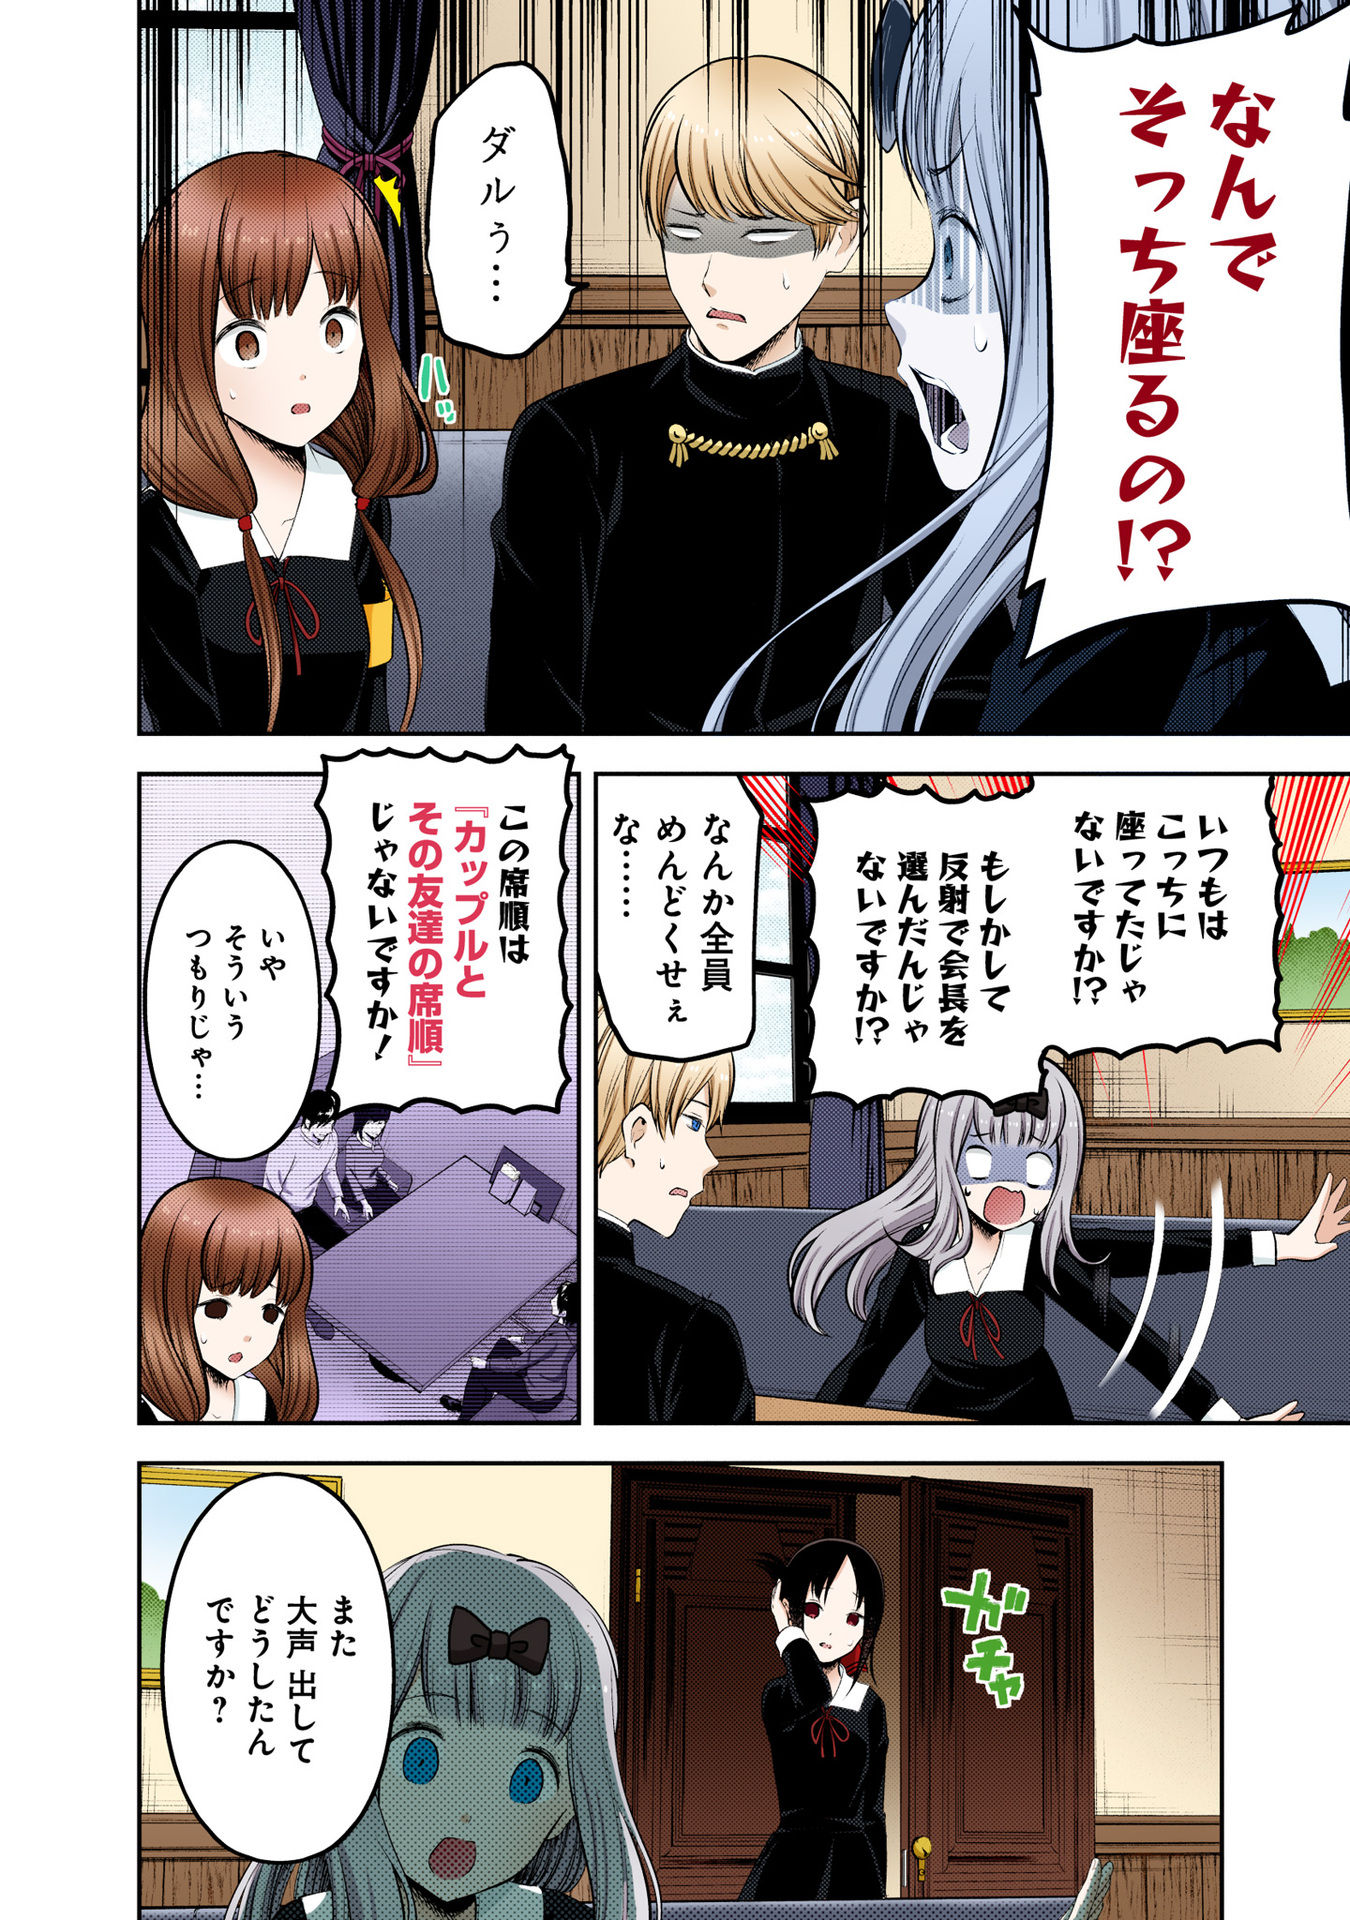 なんで
そっち座るの!?
ダルぅ…
ハッ
いつもは
こっちに
座ってたじゃ
ないですか!?
もしかして
反射で会長を
選んだんじゃ
ないですか!?
なんか全員
めんどくせぇ
な……
この席順は
『カップルと
その友達の席順』
じゃないですか!
いや
そういう
つもりじゃ…
ガチャ
また
大声出して
どうしたん
ですか?